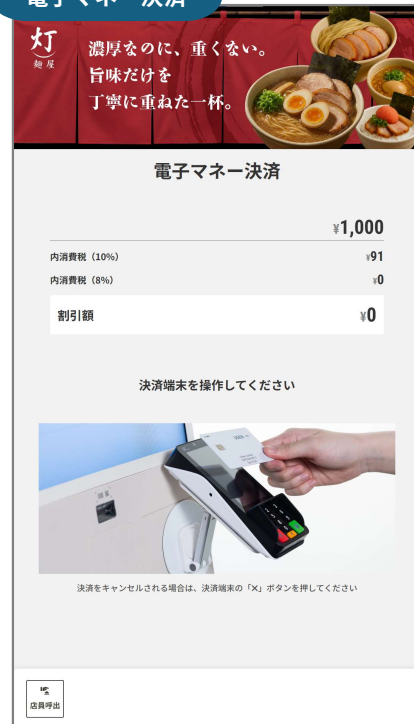 電子マネー決済
灯
麺屋
濃厚なのに、重くない。
旨味だけを
丁寧に重ねた一杯。
電子マネー決済
¥1,000
内消費税（10%）
¥91
内消費税（8%）
¥0
割引額
¥0
決済端末を操作してください
決済をキャンセルされる場合は、決済端末の「✕」ボタンを押してください
店員呼出